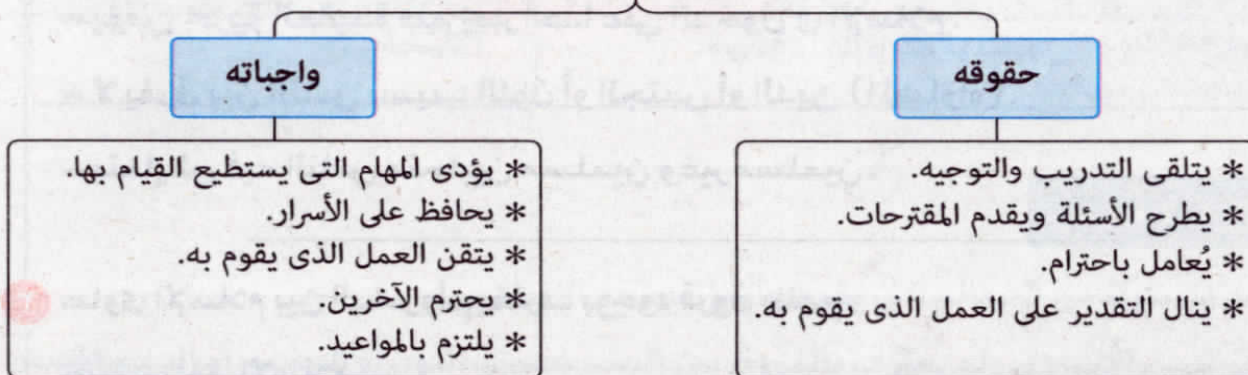 حقوقه
* يتلقى التدريب والتوجيه.
* يطرح الأسئلة ويقدم المقترحات.
* يُعامل باحترام.
* ينال التقدير على العمل الذى يقوم به.
واجباته
* يؤدى المهام التى يستطيع القيام بها.
* يحافظ على الأسرار.
* يتقن العمل الذى يقوم به.
* يحترم الآخرين.
* يلتزم بالمواعيد.